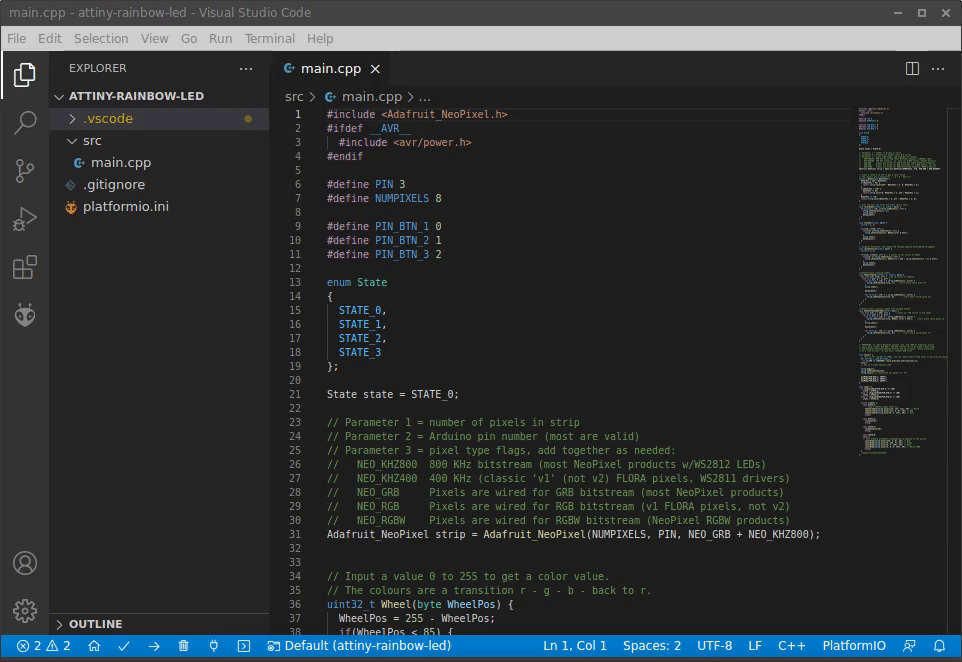 main.cpp - attiny-rainbow-led - Visual Studio Code
File Edit Selection View Go Run Terminal Help
EXPLORER
ATTINY-RAINBOW-LED
.vscode
src
main.cpp
.gitignore
platformio.ini
OUTLINE
main.cpp
src > main.cpp > ...
1 #include <Adafruit_NeoPixel.h>
2 #ifdef __AVR__
3   #include <avr/power.h>
4 #endif
5
6 #define PIN 3
7 #define NUMPIXELS 8
8
9 #define PIN_BTN_1 0
10 #define PIN_BTN_2 1
11 #define PIN_BTN_3 2
12
13 enum State
14 {
15   STATE_0,
16   STATE_1,
17   STATE_2,
18   STATE_3
19 };
20
21 State state = STATE_0;
22
23 // Parameter 1 = number of pixels in strip
24 // Parameter 2 = Arduino pin number (most are valid)
25 // Parameter 3 = pixel type flags, add together as needed:
26 //   NEO_KHZ800  800 KHz bitstream (most NeoPixel products w/WS2812 LEDs)
27 //   NEO_KHZ400  400 KHz (classic 'v1' (not v2) FLORA pixels, WS2811 drivers)
28 //   NEO_GRB     Pixels are wired for GRB bitstream (most NeoPixel products)
29 //   NEO_RGB     Pixels are wired for RGB bitstream (v1 FLORA pixels, not v2)
30 //   NEO_RGBW    Pixels are wired for RGBW bitstream (NeoPixel RGBW products)
31 Adafruit_NeoPixel strip = Adafruit_NeoPixel(NUMPIXELS, PIN, NEO_GRB + NEO_KHZ800);
32
33
34 // Input a value 0 to 255 to get a color value.
35 // The colours are a transition r - g - b - back to r.
36 uint32_t Wheel(byte WheelPos) {
37   WheelPos = 255 - WheelPos;
38   if(WheelPos < 85) {
2 2 Default (attiny-rainbow-led) Ln 1, Col 1 Spaces: 2 UTF-8 LF C++ PlatformIO